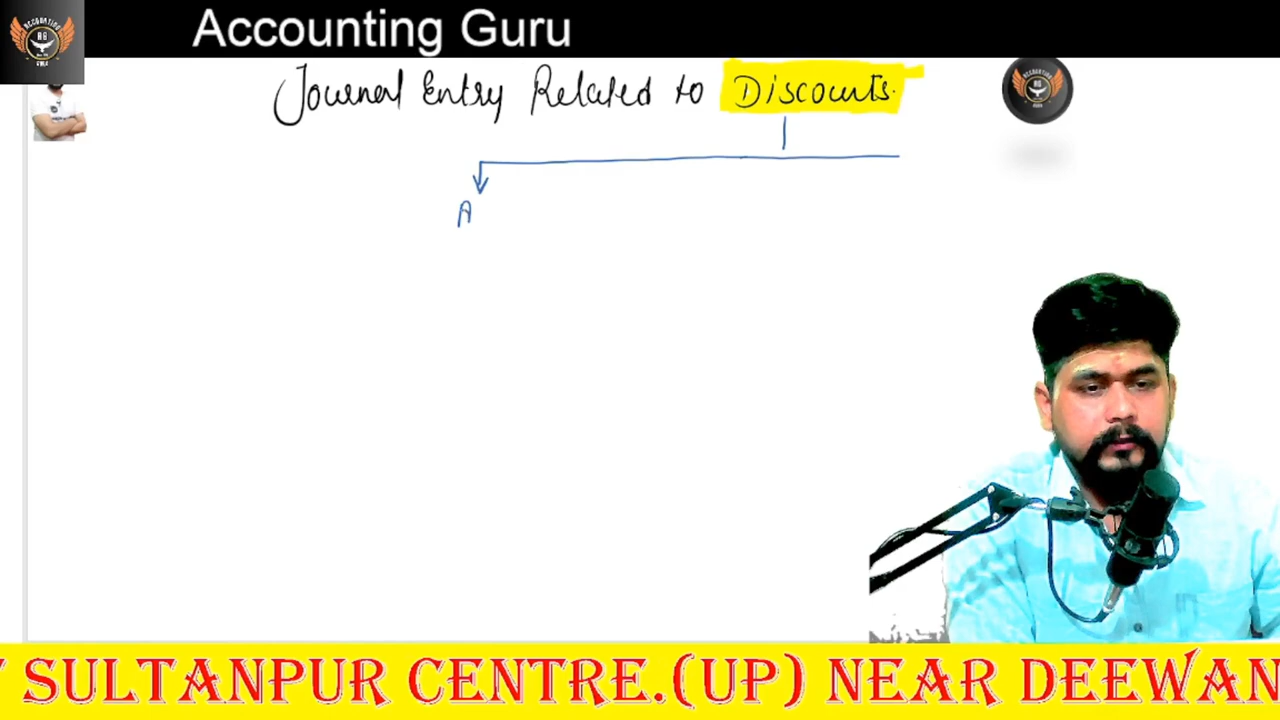 Accounting Guru
Journal Entry Related to Discounts.
A
SULTANPUR CENTRE.(UP) NEAR DEEWAN